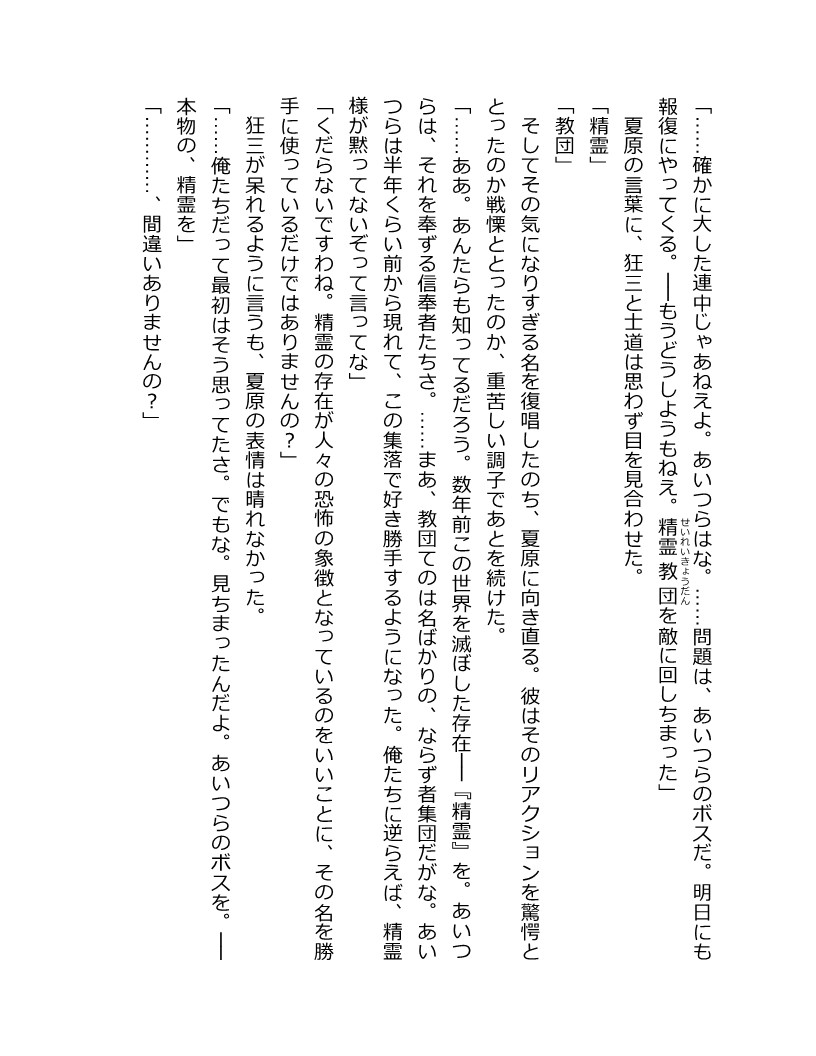 「……確かに大した連中じゃあねえよ。あいつらはな。……問題は、あいつらのボスだ。明日にも
報復にやってくる。――もうどうしようもねえ。精霊教団を敵に回しちまった」
せいれいきょうだん
　夏原の言葉に、狂三と士道は思わず目を見合わせた。
「精霊」
「教団」
　そしてその気になりすぎる名を復唱したのち、夏原に向き直る。彼はそのリアクションを驚愕と
とったのか戦慄ととったのか、重苦しい調子であとを続けた。
「……ああ。あんたらも知ってるだろう。数年前この世界を滅ぼした存在――『精霊』を。あいつ
らは、それを奉ずる信奉者たちさ。……まあ、教団てのは名ばかりの、ならず者集団だがな。あい
つらは半年くらい前から現れて、この集落で好き勝手するようになった。俺たちに逆らえば、精霊
様が黙ってないぞって言ってな」
「くだらないですわね。精霊の存在が人々の恐怖の象徴となっているのをいいことに、その名を勝
手に使っているだけではありませんの？」
　狂三が呆れるように言うも、夏原の表情は晴れなかった。
「……俺たちだって最初はそう思ってたさ。でもな。見ちまったんだよ。あいつらのボスを。――
本物の、精霊を」
「…………、間違いありませんの？」